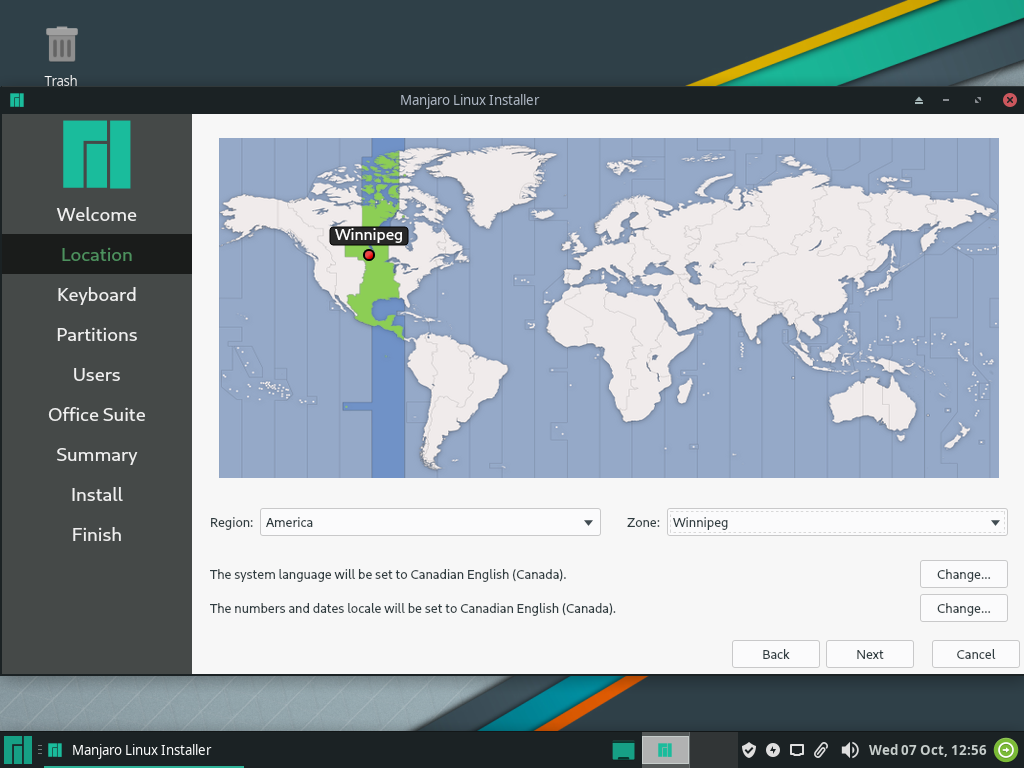 Trash
Manjaro Linux Installer
Welcome
Location
Keyboard
Partitions
Users
Office Suite
Summary
Install
Finish
Winnipeg
Region: America Zone: Winnipeg
The system language will be set to Canadian English (Canada). Change...
The numbers and dates locale will be set to Canadian English (Canada). Change...
Back Next Cancel
Manjaro Linux Installer Wed 07 Oct, 12:56